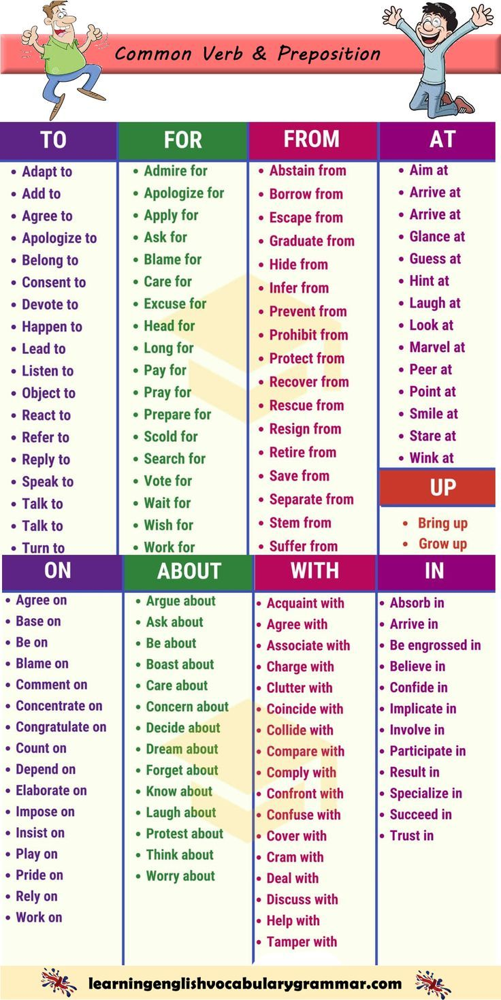 Common Verb & Preposition
TO
Adapt to
Add to
Agree to
Apologize to
Belong to
Consent to
Devote to
Happen to
Lead to
Listen to
Object to
React to
Refer to
Reply to
Speak to
Talk to
Talk to
Turn to
FOR
Admire for
Apologize for
Apply for
Ask for
Blame for
Care for
Excuse for
Head for
Long for
Pay for
Pray for
Prepare for
Scold for
Search for
Vote for
Wait for
Wish for
Work for
FROM
Abstain from
Borrow from
Escape from
Graduate from
Hide from
Infer from
Prevent from
Prohibit from
Protect from
Recover from
Rescue from
Resign from
Retire from
Save from
Separate from
Stem from
Suffer from
AT
Aim at
Arrive at
Arrive at
Glance at
Guess at
Hint at
Laugh at
Look at
Marvel at
Peer at
Point at
Smile at
Stare at
Wink at
UP
Bring up
Grow up
ON
Agree on
Base on
Be on
Blame on
Comment on
Concentrate on
Congratulate on
Count on
Depend on
Elaborate on
Impose on
Insist on
Play on
Pride on
Rely on
Work on
ABOUT
Argue about
Ask about
Be about
Boast about
Care about
Concern about
Decide about
Dream about
Forget about
Know about
Laugh about
Protest about
Think about
Worry about
WITH
Acquaint with
Agree with
Associate with
Charge with
Clutter with
Coincide with
Collide with
Compare with
Comply with
Confront with
Confuse with
Cover with
Cram with
Deal with
Discuss with
Help with
Tamper with
IN
Absorb in
Arrive in
Be engrossed in
Believe in
Confide in
Implicate in
Involve in
Participate in
Result in
Specialize in
Succeed in
Trust in
learningenglishvocabularygrammar.com